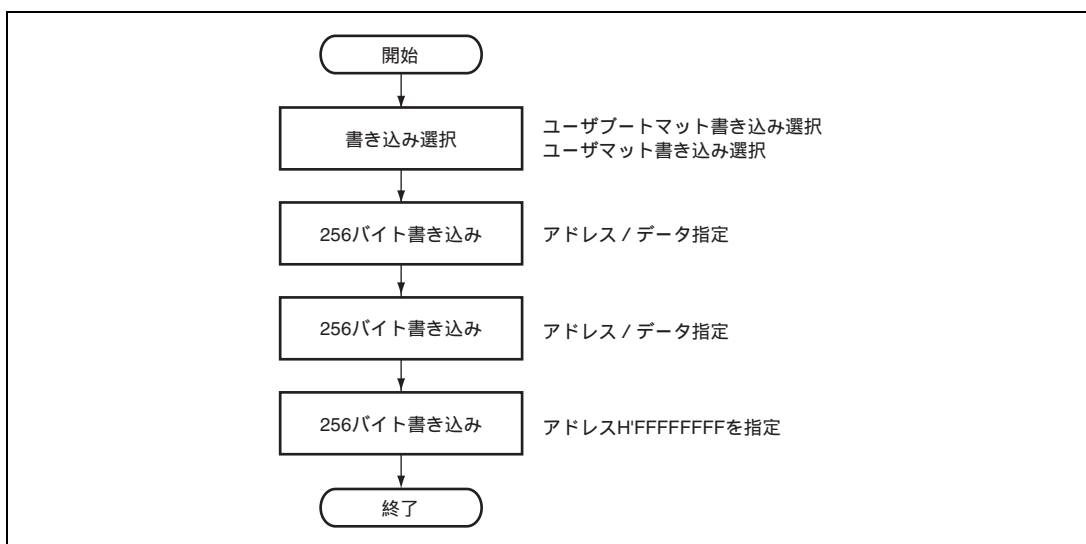 開始
書き込み選択
ユーザブートマット書き込み選択
ユーザマット書き込み選択
256バイト書き込み
アドレス / データ指定
256バイト書き込み
アドレス / データ指定
256バイト書き込み
アドレスH'FFFFFFFFを指定
終了